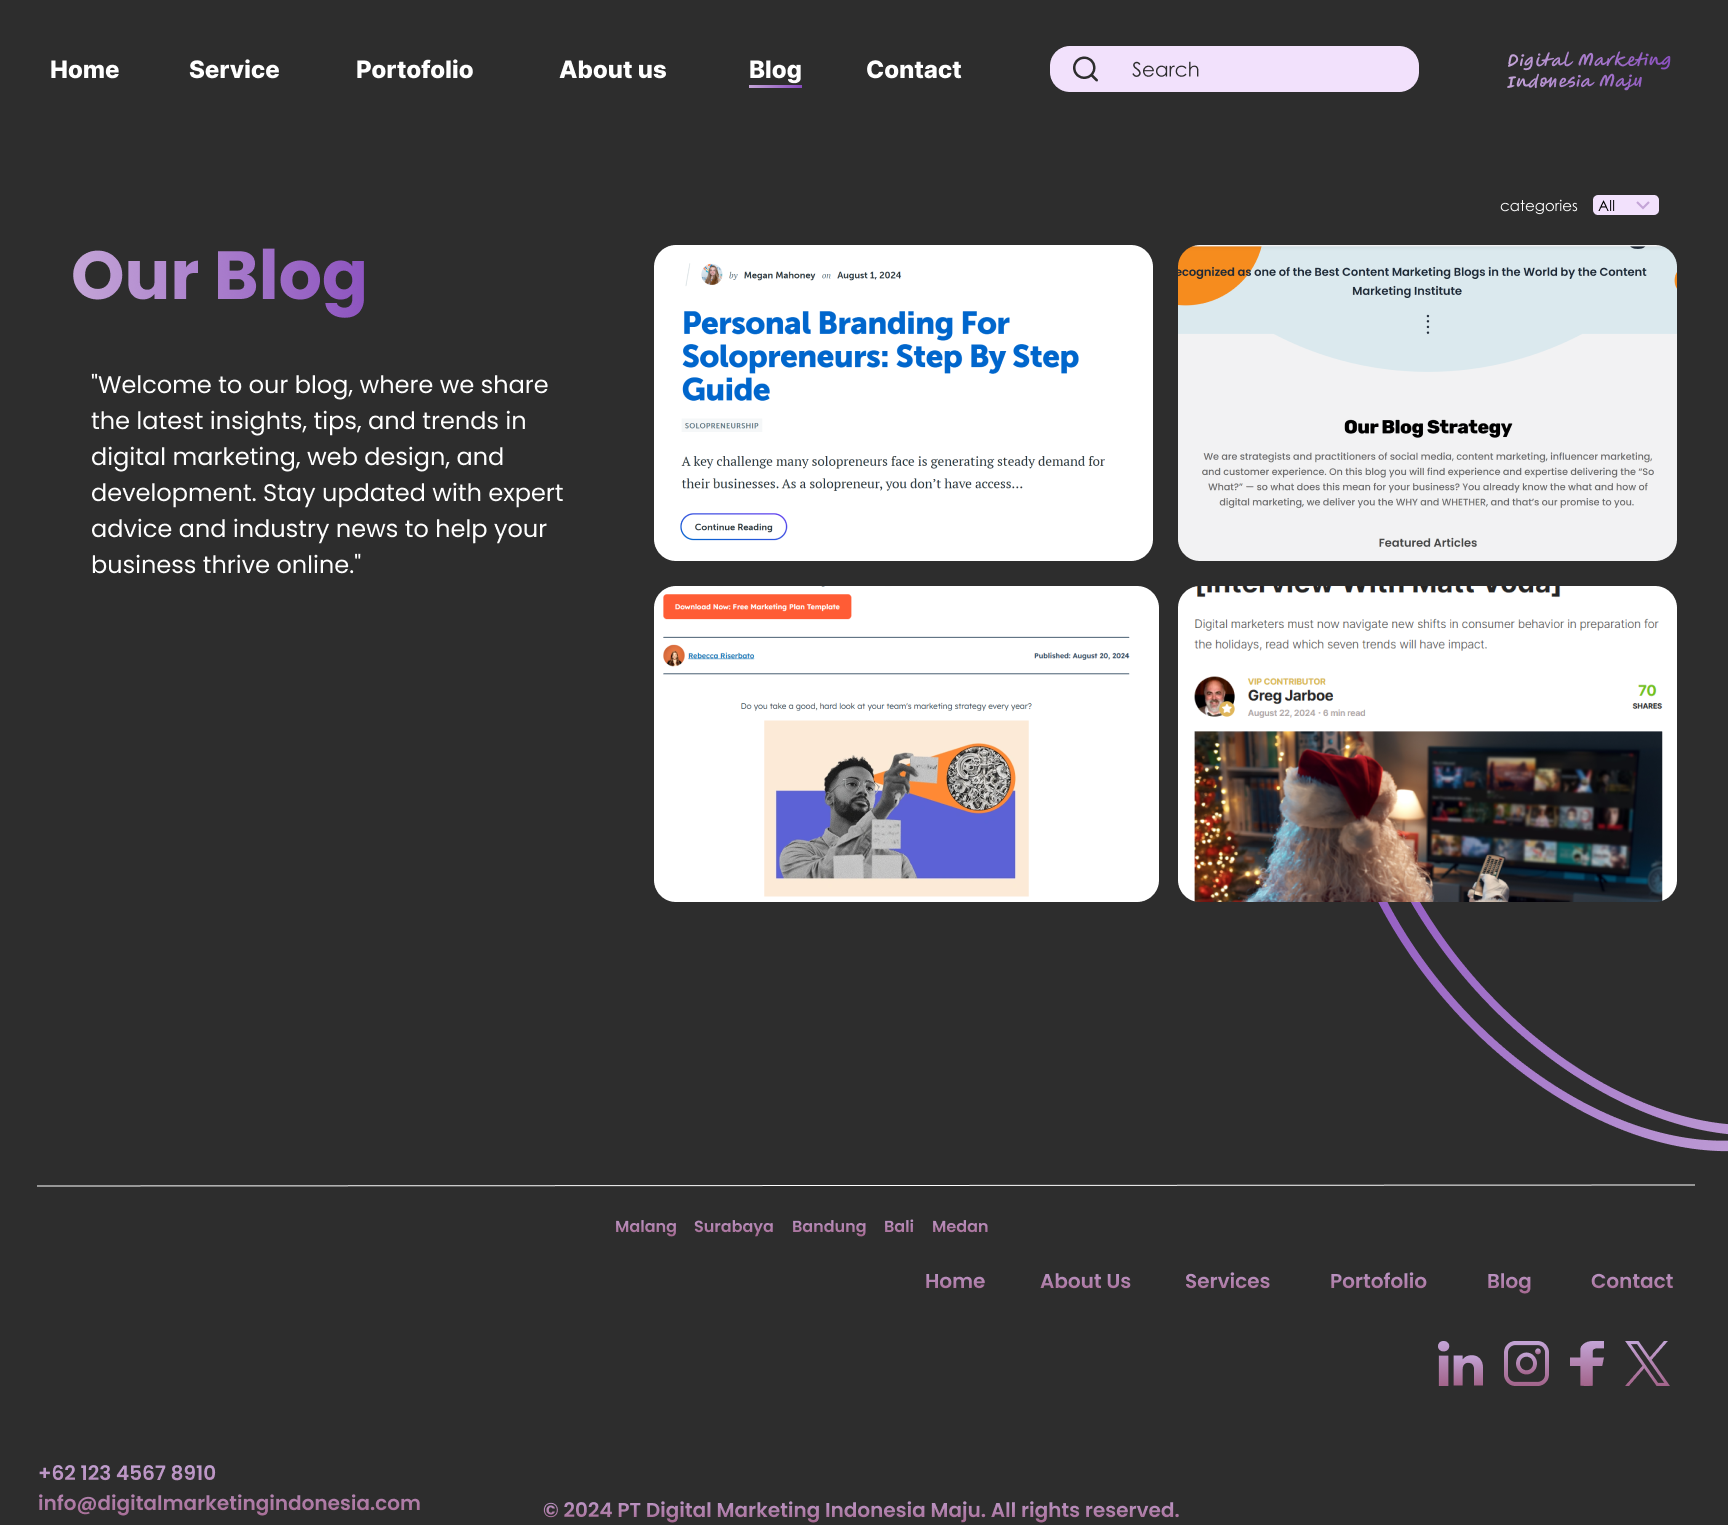 Home Service Portofolio About us Blog Contact Search
Digital Marketing
Indonesia Maju
categories All
Our Blog
"Welcome to our blog, where we share
the latest insights, tips, and trends in
digital marketing, web design, and
development. Stay updated with expert
advice and industry news to help your
business thrive online."
by Megan Mahoney on August 1, 2024
Personal Branding For
Solopreneurs: Step By Step
Guide
SOLOPRENEURSHIP
A key challenge many solopreneurs face is generating steady demand for
their businesses. As a solopreneur, you don’t have access…
Continue Reading
ecognized as one of the Best Content Marketing Blogs in the World by the Content
Marketing Institute
Our Blog Strategy
We are strategists and practitioners of social media, content marketing, influencer marketing,
and customer experience. On this blog you will find experience and expertise delivering the “So
What?” — so what does this mean for your business? You already know the what and how of
digital marketing, we deliver you the WHY and WHETHER, and that’s our promise to you.
Featured Articles
Download Now: Free Marketing Plan Template
Rebecca Riserbato
Published: August 20, 2024
Do you take a good, hard look at your team's marketing strategy every year?
[Interview With Matt Voda]
Digital marketers must now navigate new shifts in consumer behavior in preparation for
the holidays, read which seven trends will have impact.
VIP CONTRIBUTOR
Greg Jarboe
August 22, 2024 · 6 min read
70
SHARES
Malang Surabaya Bandung Bali Medan
Home About Us Services Portofolio Blog Contact
in f X
+62 123 4567 8910
info@digitalmarketingindonesia.com
© 2024 PT Digital Marketing Indonesia Maju. All rights reserved.